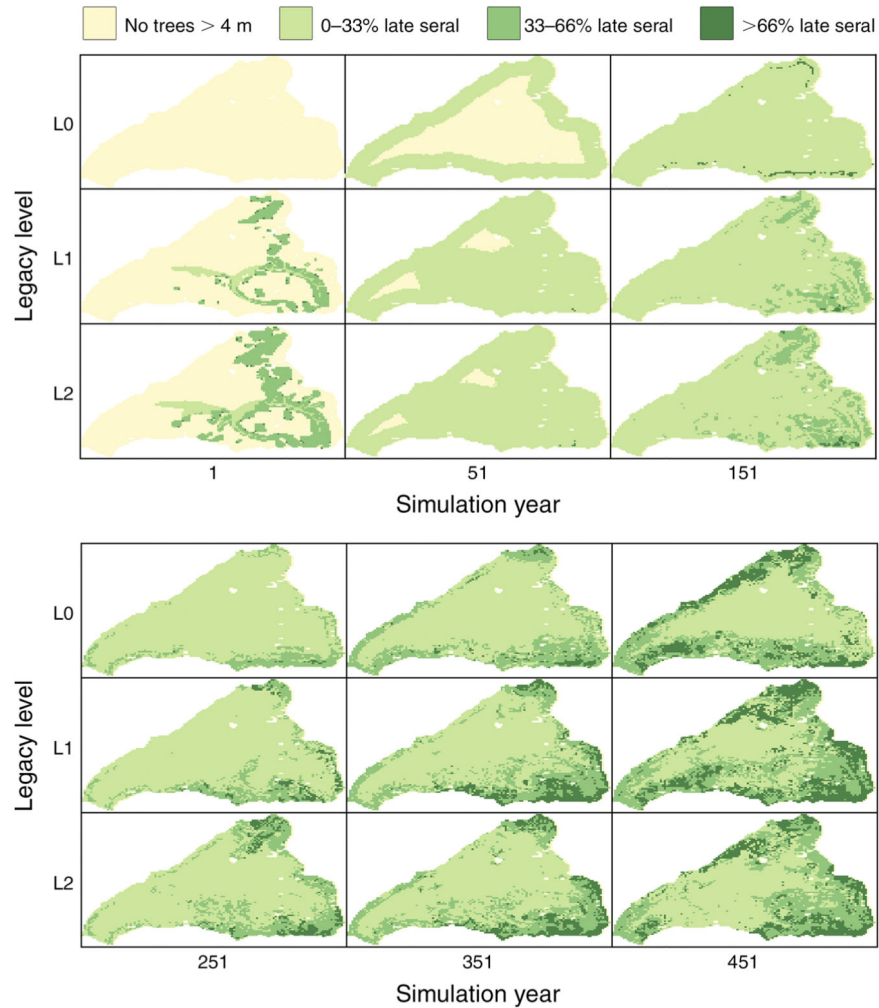 No trees > 4 m 0–33% late seral 33–66% late seral >66% late seral
Legacy level
L0
L1
L2
1 51 151
Simulation year
Legacy level
L0
L1
L2
251 351 451
Simulation year